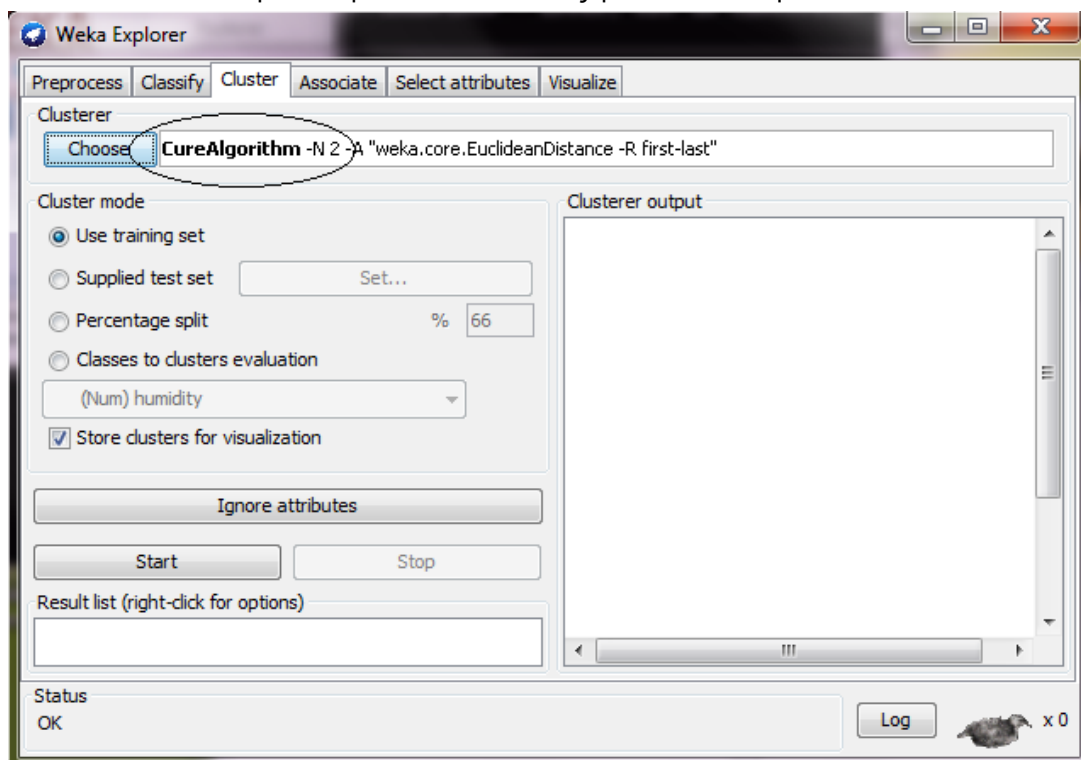 Weka Explorer
Preprocess Classify Cluster Associate Select attributes Visualize
Clusterer
Choose CureAlgorithm -N 2 -A "weka.core.EuclideanDistance -R first-last"
Cluster mode
Use training set
Supplied test set Set...
Percentage split % 66
Classes to clusters evaluation
(Num) humidity
Store clusters for visualization
Ignore attributes
Start Stop
Result list (right-click for options)
Clusterer output
Status
OK
Log x 0